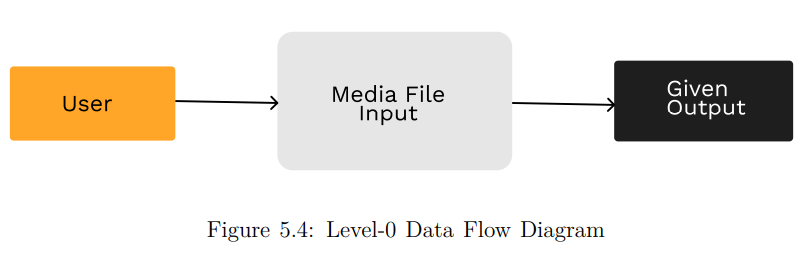 User
Media File
Input
Given
Output
Figure 5.4: Level-0 Data Flow Diagram